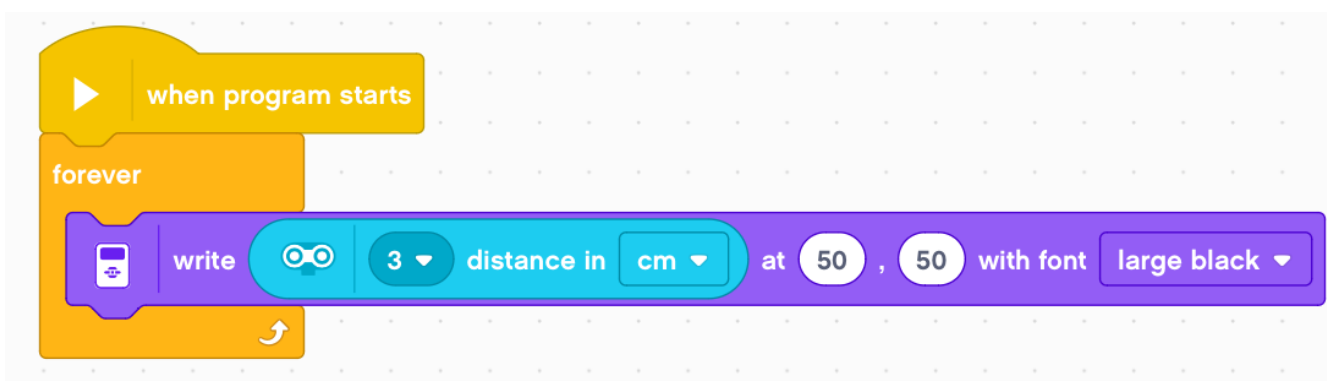 when program starts
forever
write 3 distance in cm at 50 , 50 with font large black